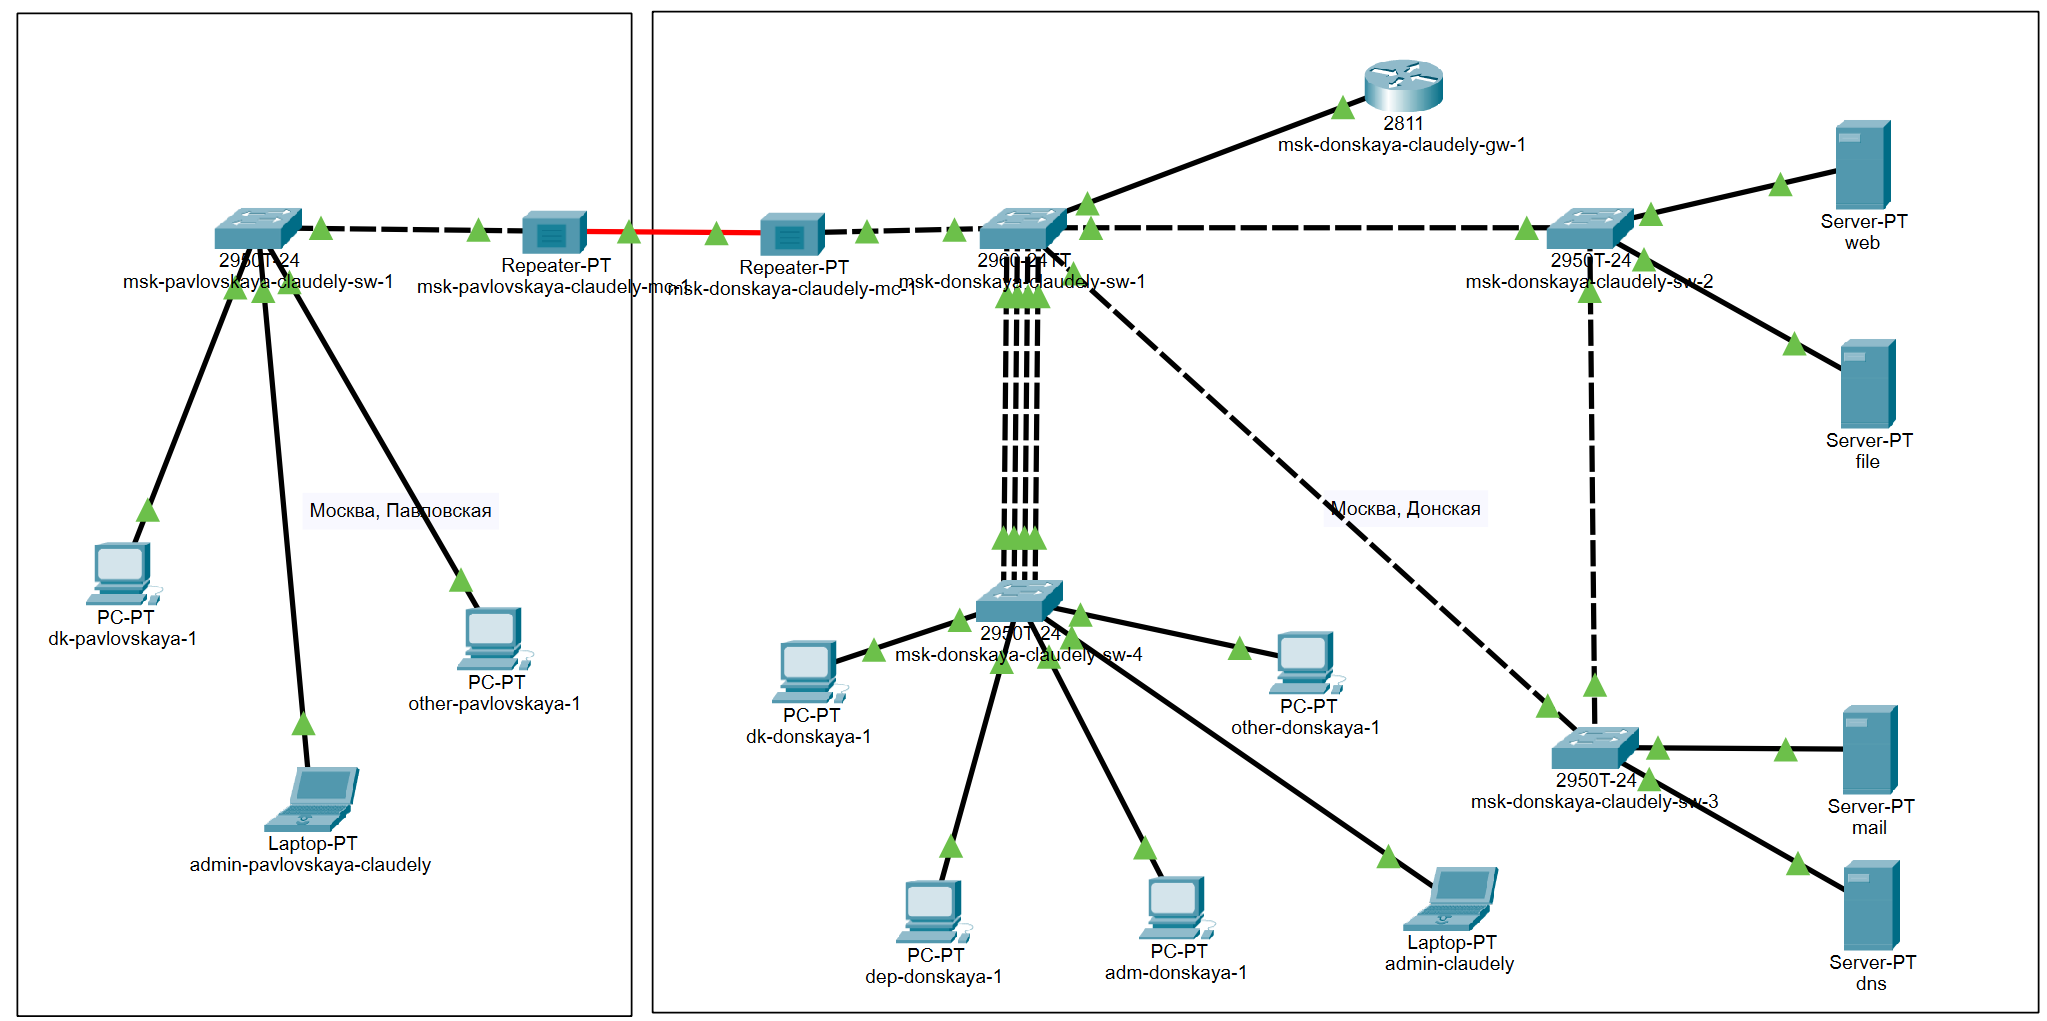 2950T-24
msk-pavlovskaya-claudely-sw-1
Repeater-PT
msk-pavlovskaya-claudely-mc-1
Москва, Павловская
PC-PT
dk-pavlovskaya-1
PC-PT
other-pavlovskaya-1
Laptop-PT
admin-pavlovskaya-claudely
Repeater-PT
msk-donskaya-claudely-mc-1
2960-24TT
msk-donskaya-claudely-sw-1
2811
msk-donskaya-claudely-gw-1
2950T-24
msk-donskaya-claudely-sw-2
Server-PT
web
Server-PT
file
Москва, Донская
2950T-24
msk-donskaya-claudely-sw-4
PC-PT
dk-donskaya-1
PC-PT
other-donskaya-1
2950T-24
msk-donskaya-claudely-sw-3
Server-PT
mail
PC-PT
dep-donskaya-1
PC-PT
adm-donskaya-1
Laptop-PT
admin-claudely
Server-PT
dns